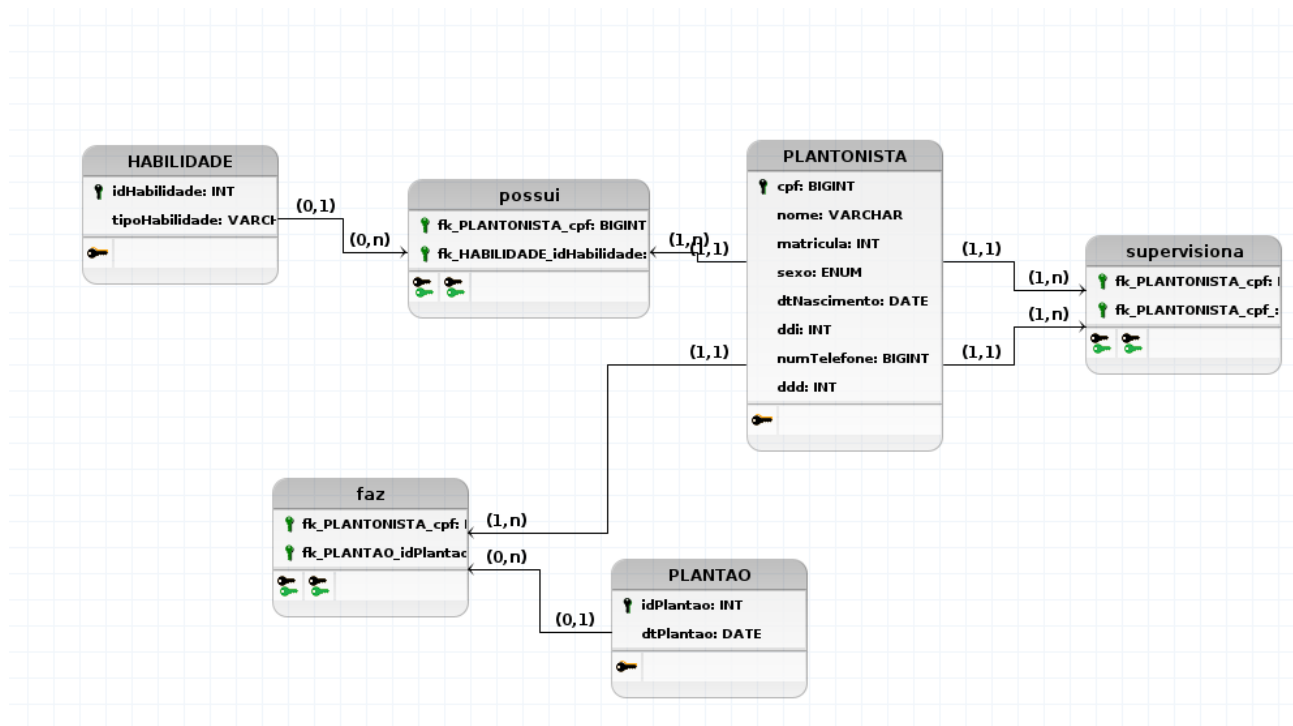 HABILIDADE
idHabilidade: INT
tipoHabilidade: VARCH
(0,1)
(0,n)
possui
fk_PLANTONISTA_cpf: BIGINT
fk_HABILIDADE_idHabilidade:
(1,n)
(1,1)
PLANTONISTA
cpf: BIGINT
nome: VARCHAR
matricula: INT
sexo: ENUM
dtNascimento: DATE
ddi: INT
numTelefone: BIGINT
ddd: INT
(1,1)
(1,n)
(1,n)
(1,1)
supervisiona
fk_PLANTONISTA_cpf:
fk_PLANTONISTA_cpf_:
(1,1)
faz
fk_PLANTONISTA_cpf:
fk_PLANTAO_idPlantao
(1,n)
(0,n)
(0,1)
PLANTAO
idPlantao: INT
dtPlantao: DATE